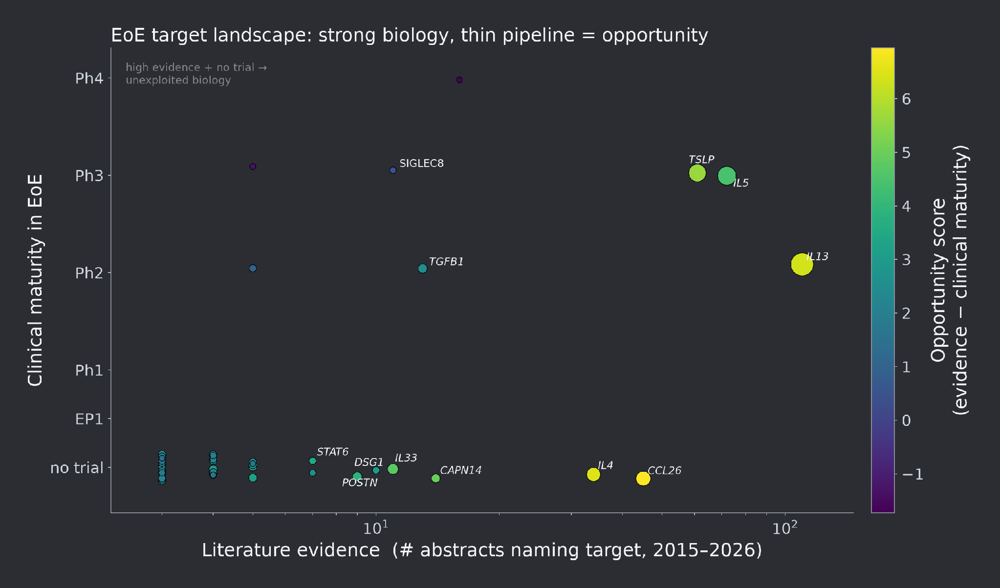 EoE target landscape: strong biology, thin pipeline = opportunity
high evidence + no trial →
unexploited biology
Clinical maturity in EoE
Ph4
Ph3
Ph2
Ph1
EP1
no trial
SIGLEC8
TSLP
IL5
TGFB1
IL13
STAT6
DSG1
IL33
POSTN
CAPN14
IL4
CCL26
10¹
10²
Literature evidence (# abstracts naming target, 2015–2026)
6
5
4
3
2
1
0
−1
Opportunity score
(evidence − clinical maturity)